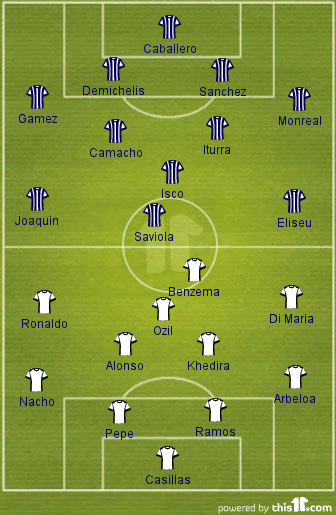 Caballero
Demichelis
Sanchez
Gamez
Monreal
Camacho
Iturra
Isco
Joaquin
Eliseu
Saviola
Benzema
Ronaldo
Ozil
Di Maria
Alonso
Khedira
Nacho
Arbeloa
Pepe
Ramos
Casillas
powered by this11.com